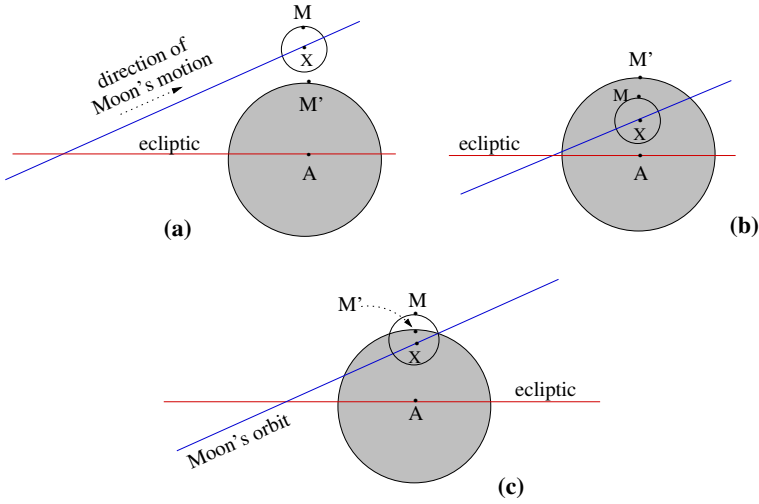 M
X
direction of
Moon's motion
M'
ecliptic
A
(a)
M'
M
X
ecliptic
A
(b)
M
M'
X
ecliptic
A
Moon's orbit
(c)